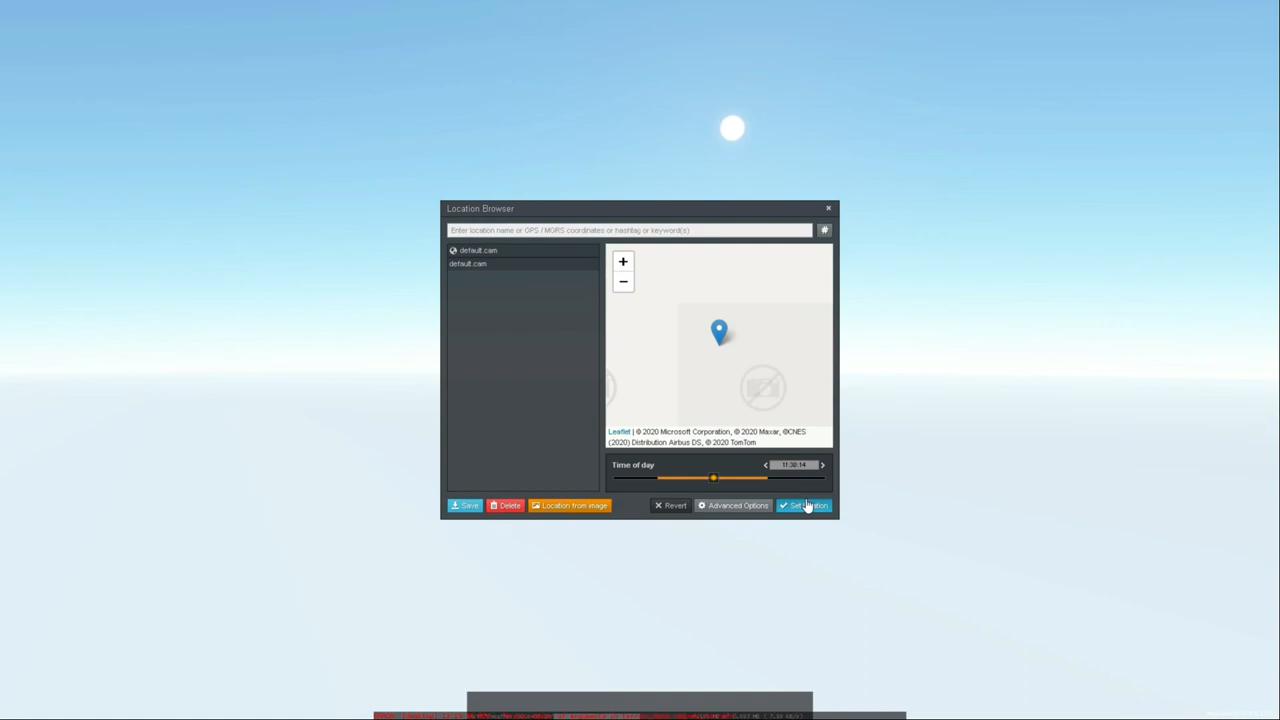 Location Browser
Enter location name or GPS / MGRS coordinates or hashtag or keyword(s)
default.cam
default.cam
+
−
Leaflet | © 2020 Microsoft Corporation, © 2020 Maxar, ©CNES
(2020) Distribution Airbus DS, © 2020 TomTom
Time of day
11:30:14
Save
Delete
Location from image
Revert
Advanced Options